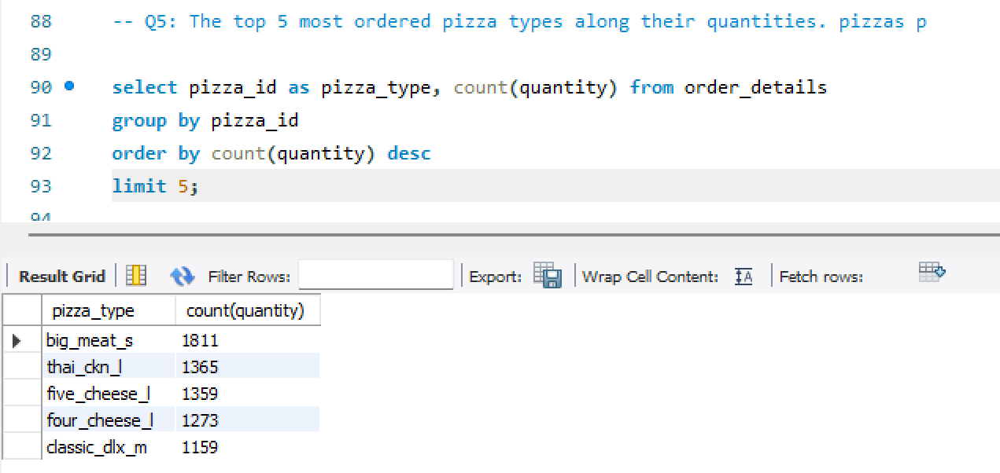 88 -- Q5: The top 5 most ordered pizza types along their quantities. pizzas p
89
90 select pizza_id as pizza_type, count(quantity) from order_details
91 group by pizza_id
92 order by count(quantity) desc
93 limit 5;
94
Result Grid Filter Rows: Export: Wrap Cell Content: IA Fetch rows:
pizza_type count(quantity)
big_meat_s 1811
thai_ckn_l 1365
five_cheese_l 1359
four_cheese_l 1273
classic_dlx_m 1159